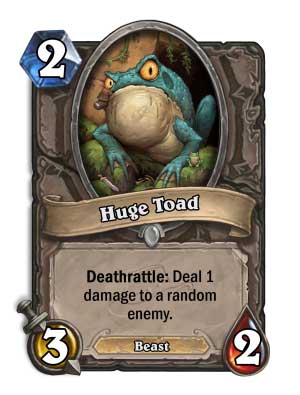 2
Huge Toad
Deathrattle: Deal 1
damage to a random
enemy.
Beast
3
2